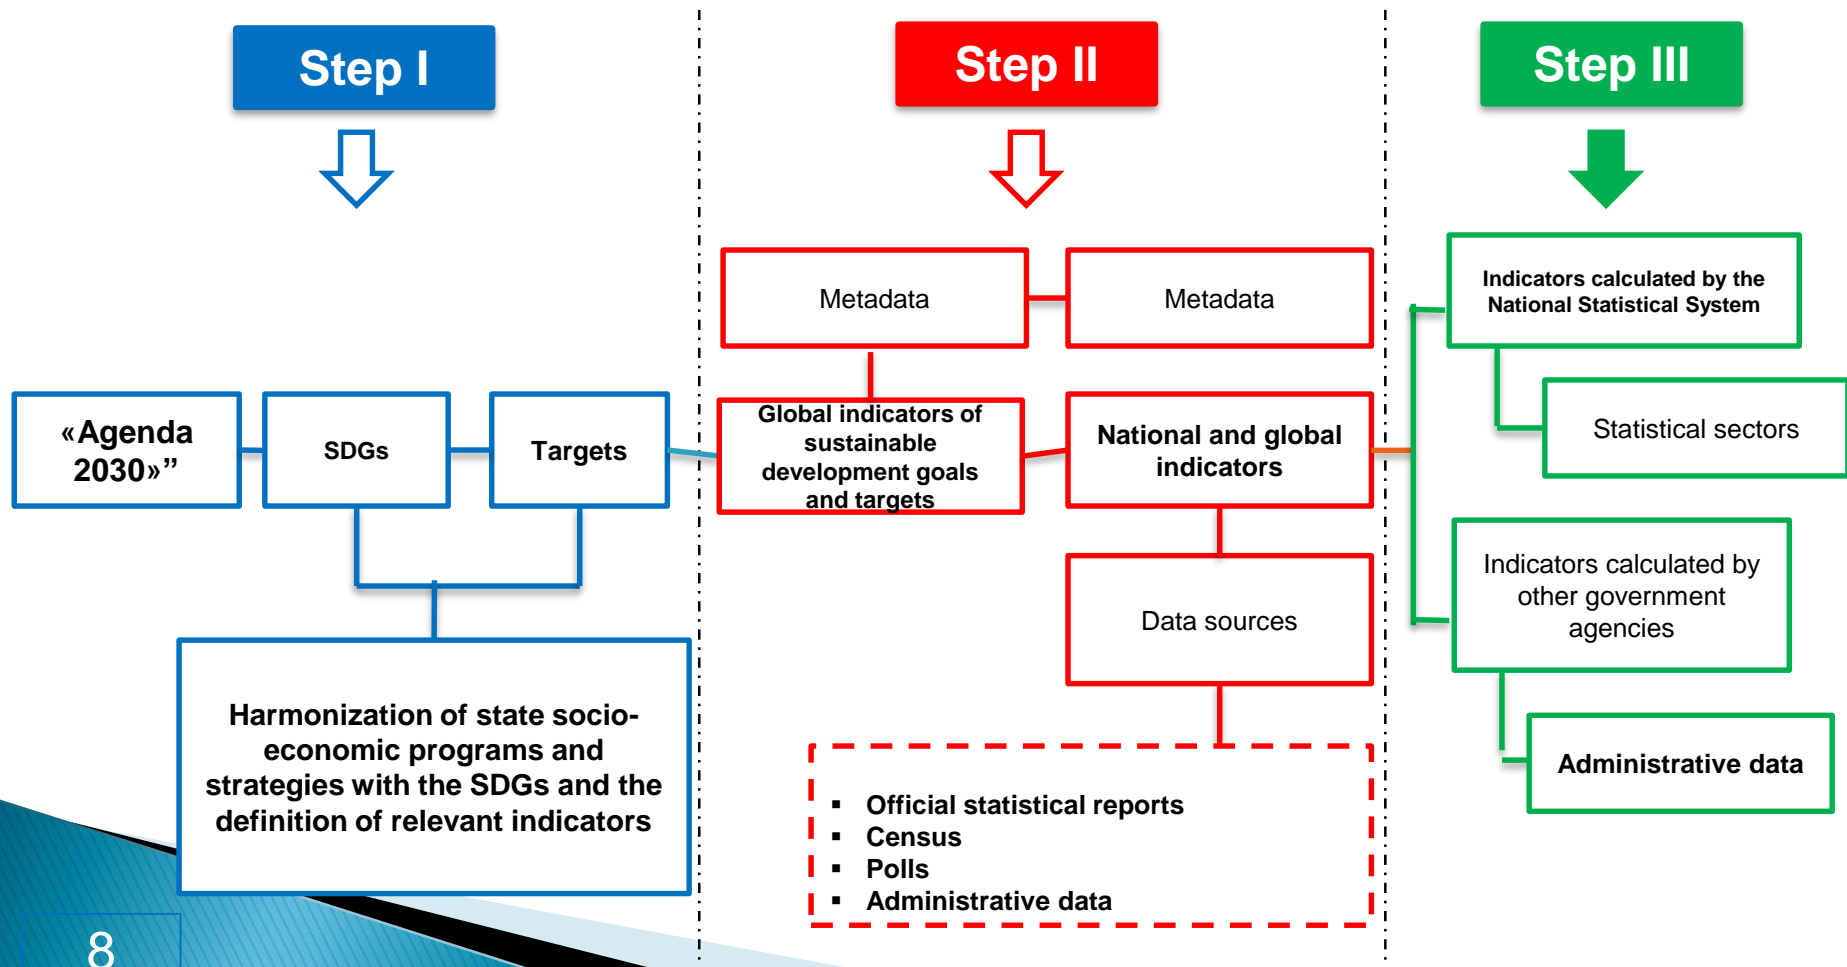 Step I
Step II
Step III
Metadata
Metadata
Indicators calculated by the
National Statistical System
Statistical sectors
«Agenda
2030»”
SDGs
Targets
Global indicators of
sustainable
development goals
and targets
National and global
indicators
Data sources
Indicators calculated by
other government
agencies
Administrative data
Harmonization of state socio-
economic programs and
strategies with the SDGs and the
definition of relevant indicators
▪ Official statistical reports
▪ Census
▪ Polls
▪ Administrative data
8